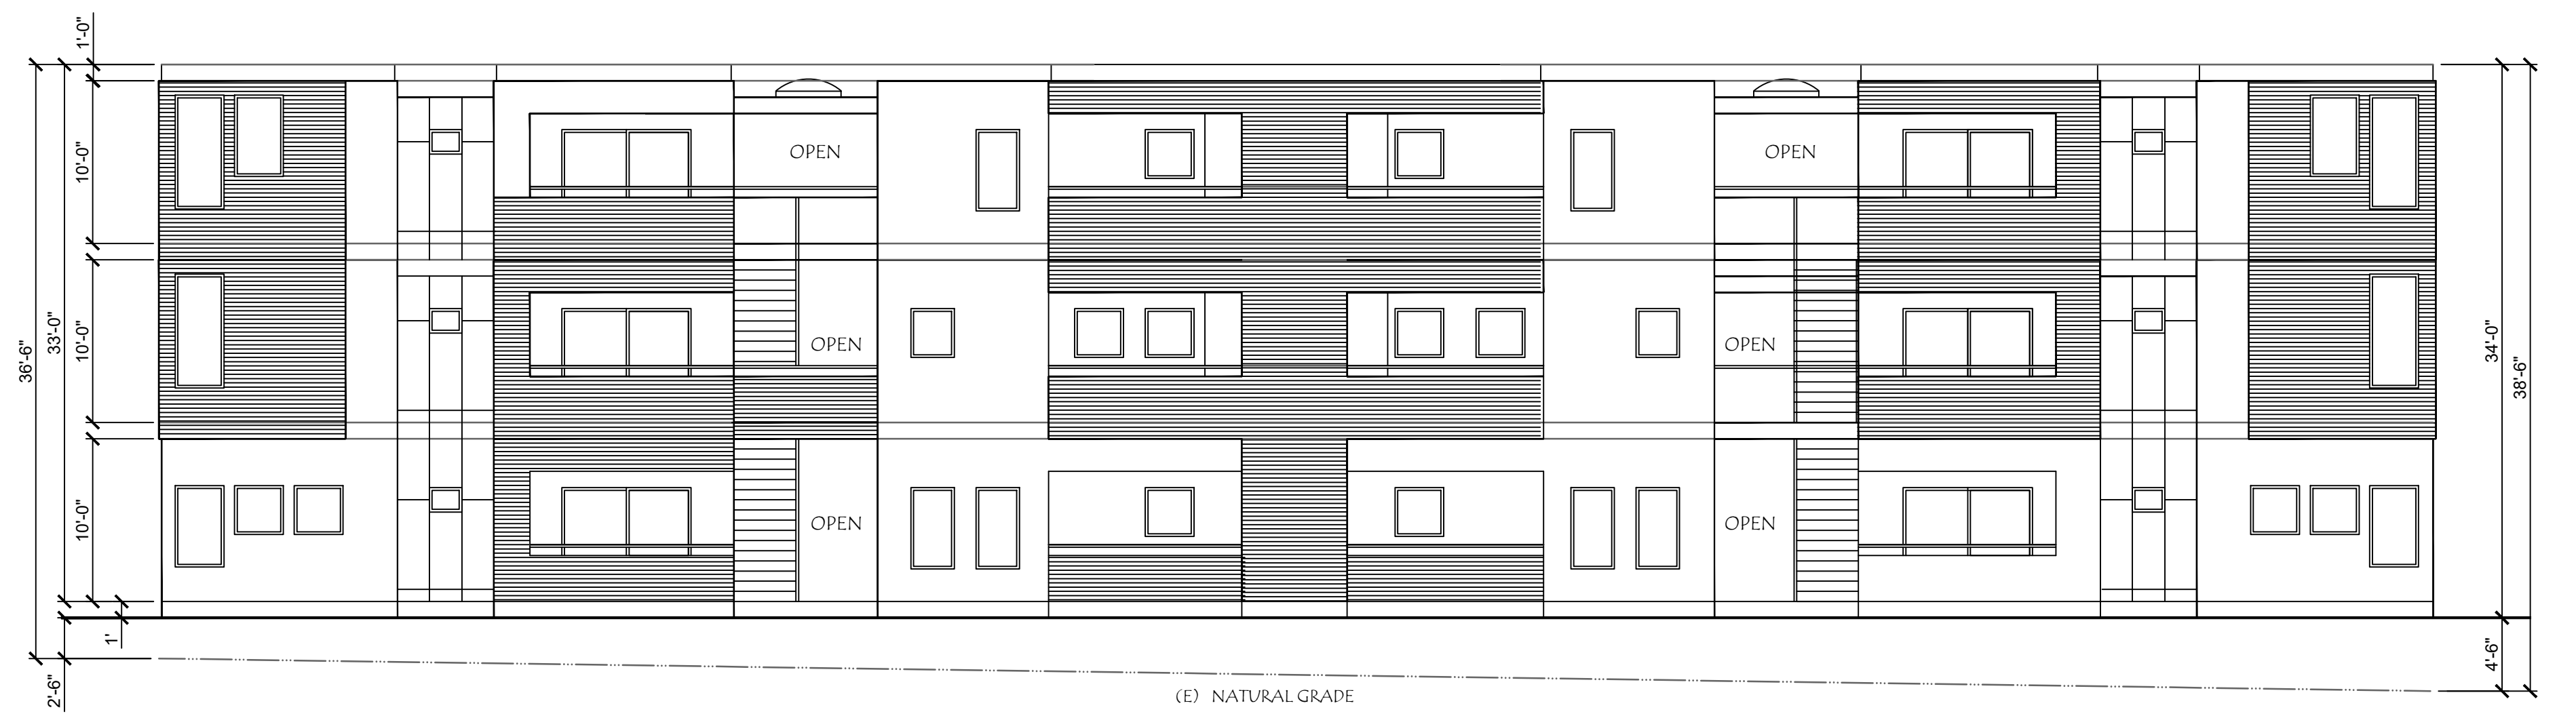 1'-0"
OPEN
OPEN
10'-0"
36'-6"
33'-0"
10'-0"
OPEN
OPEN
34'-0"
38'-6"
10'-0"
OPEN
OPEN
1'
2'-6"
4'-6"
(E) NATURAL GRADE